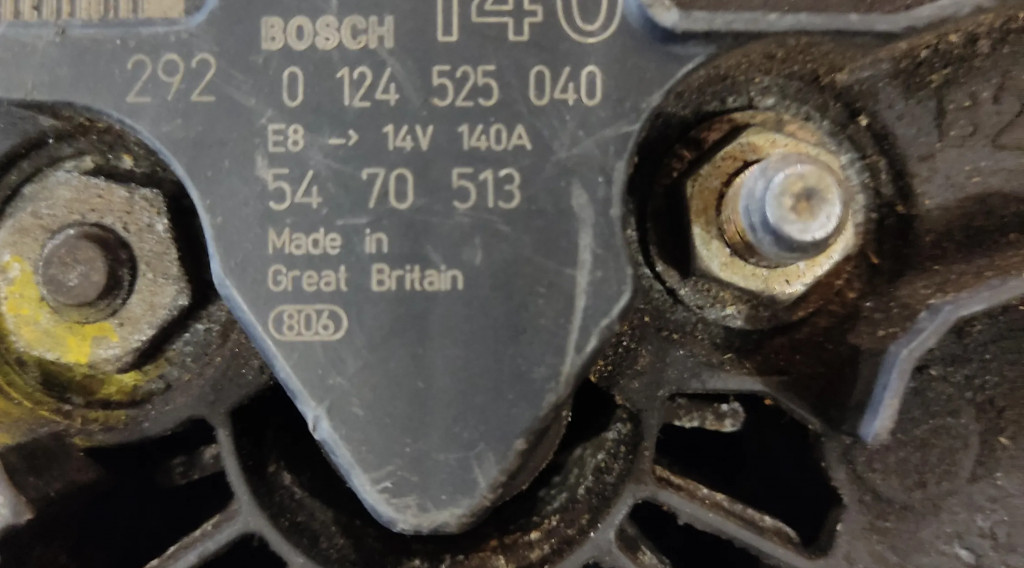 140
BOSCH
292 0 124 525 040
E8 -> 14V 140A
54 70 513
Made in
Great Britain
806